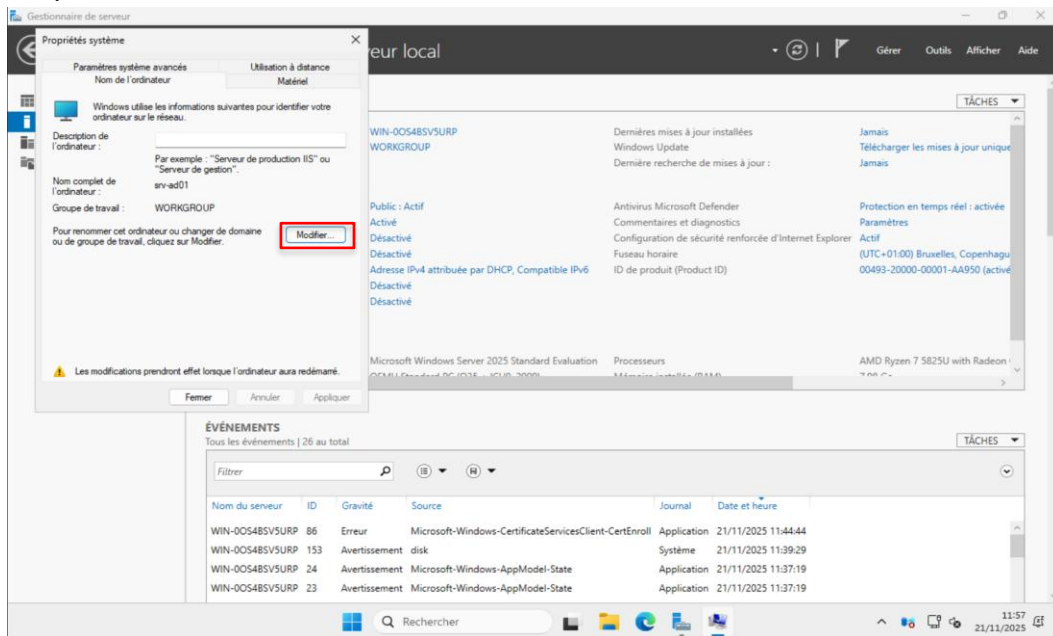 Gestionnaire de serveur
Propriétés système
eur local
Gérer Outils Afficher Aide
Paramètres système avancés Utilisation à distance
Nom de l'ordinateur Matériel
Windows utilise les informations suivantes pour identifier votre
ordinateur sur le réseau.
Description de
l'ordinateur :
Par exemple : "Serveur de production IIS" ou
"Serveur de gestion".
Nom complet de
l'ordinateur :
srv-ad01
Groupe de travail : WORKGROUP
Pour renommer cet ordinateur ou changer de domaine
ou de groupe de travail, cliquez sur Modifier.
Modifier...
Les modifications prendront effet lorsque l'ordinateur aura redémarré.
Fermer Annuler Appliquer
TÂCHES
WIN-0OS4BSV5URP Dernières mises à jour installées Jamais
WORKGROUP Windows Update Télécharger les mises à jour unique
Dernière recherche de mises à jour : Jamais
Public : Actif Antivirus Microsoft Defender Protection en temps réel : activée
Activé Commentaires et diagnostics Paramètres
Désactivé Configuration de sécurité renforcée d'Internet Explorer Actif
Désactivé Fuseau horaire (UTC+01:00) Bruxelles, Copenhagu
Adresse IPv4 attribuée par DHCP, Compatible IPv6 ID de produit (Product ID) 00493-20000-00001-AA950 (activé
Désactivé
Désactivé
Microsoft Windows Server 2025 Standard Evaluation Processeurs AMD Ryzen 7 5825U with Radeon
ÉVÉNEMENTS
Tous les événements | 26 au total
TÂCHES
Filtrer
Nom du serveur ID Gravité Source Journal Date et heure
WIN-0OS4BSV5URP 86 Erreur Microsoft-Windows-CertificateServicesClient-CertEnroll Application 21/11/2025 11:44:44
WIN-0OS4BSV5URP 153 Avertissement disk Système 21/11/2025 11:39:29
WIN-0OS4BSV5URP 24 Avertissement Microsoft-Windows-AppModel-State Application 21/11/2025 11:37:19
WIN-0OS4BSV5URP 23 Avertissement Microsoft-Windows-AppModel-State Application 21/11/2025 11:37:19
Rechercher
11:57
21/11/2025